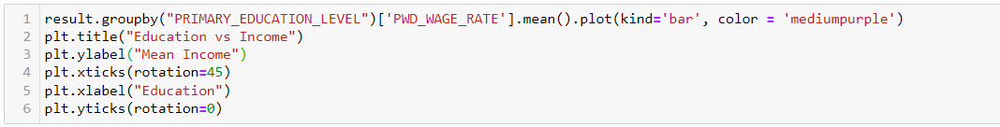 1 result.groupby("PRIMARY_EDUCATION_LEVEL")['PWD_WAGE_RATE'].mean().plot(kind='bar', color = 'mediumpurple')
2 plt.title("Education vs Income")
3 plt.ylabel("Mean Income")
4 plt.xticks(rotation=45)
5 plt.xlabel("Education")
6 plt.yticks(rotation=0)